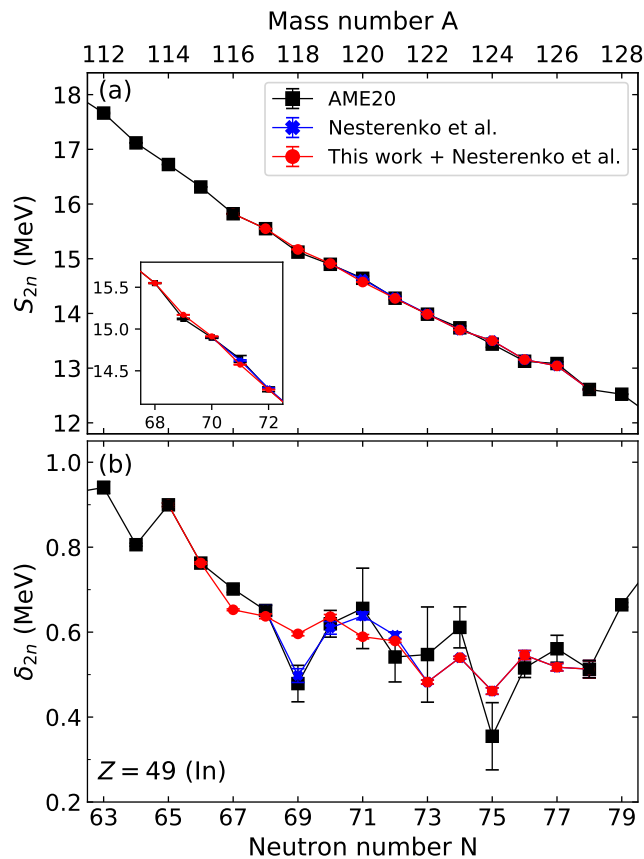 Mass number A
112 114 116 118 120 122 124 126 128
(a)
AME20
Nesterenko et al.
This work + Nesterenko et al.
S2n (MeV)
18
17
16
15
14
13
12
15.5
15.0
14.5
68 70 72
(b)
δ2n (MeV)
1.0
0.8
0.6
0.4
0.2
Z = 49 (In)
63 65 67 69 71 73 75 77 79
Neutron number N